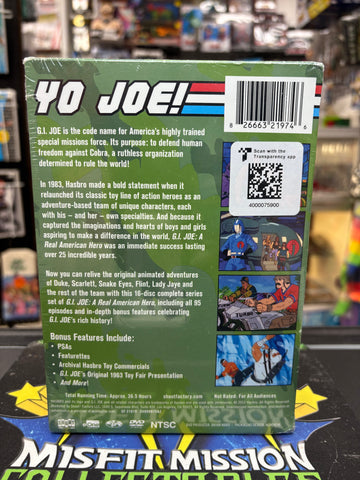 YO JOE!
8 26663 21974 6
Scan with the
Transparency app
4000075900
G.I. JOE is the code name for America's highly trained
special missions force. Its purpose: to defend human
freedom against Cobra, a ruthless organization
determined to rule the world!
In 1983, Hasbro made a bold statement when it
relaunched its classic toy line of action heroes as an
adventure-based team of unique characters, each
with his – and her – own specialties. And because it
captured the imaginations and hearts of boys and girls
aspiring to make a difference in the world, G.I. JOE: A
Real American Hero was an immediate success lasting
over 25 incredible years.
Now you can relive the original animated adventures
of Duke, Scarlett, Snake Eyes, Flint, Lady Jaye and
the rest of the team with this 16-disc complete series
set of G.I. JOE: A Real American Hero, including all 95
episodes and in-depth bonus features celebrating
G.I. JOE's rich history!
Bonus Features Include:
• PSAs
• Featurettes
• Archival Hasbro Toy Commercials
• G.I. JOE's Original 1963 Toy Fair Presentation
• And More!
Total Running Time: Approx. 36.5 Hours
Not Rated: For All Audiences
shoutfactory.com
DVD
NTSC
MISFIT MISSION
COLLECTABLES